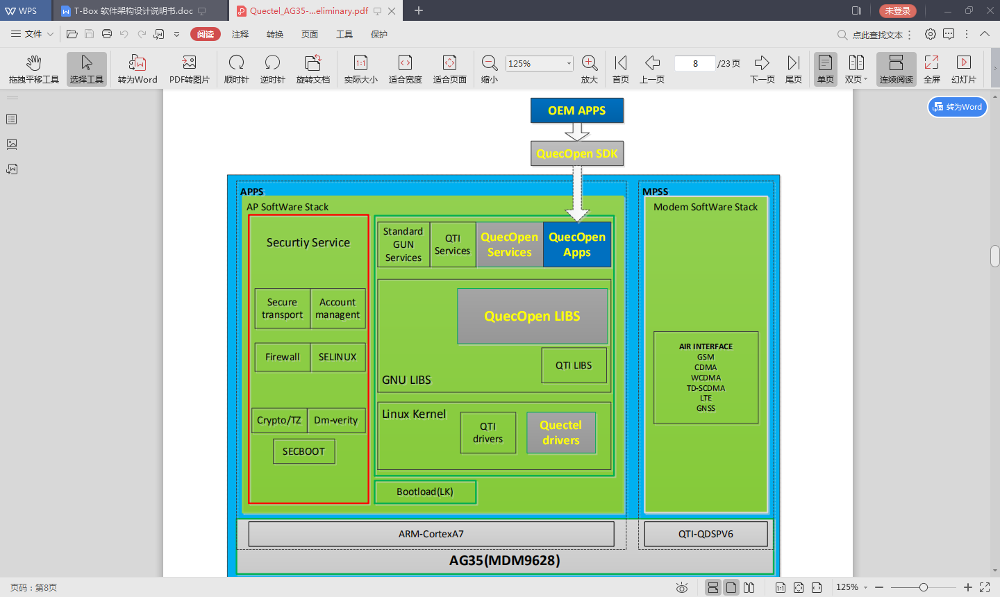 WPS
T-Box 软件架构设计说明书.doc
Quectel_AG35-...eliminary.pdf
未登录
文件
阅读
注释
转换
页面
工具
保护
点此查找文本
拖拽平移工具
选择工具
转为Word
PDF转图片
顺时针
逆时针
旋转文档
实际大小
适合宽度
适合页面
缩小
125%
放大
首页
上一页
8
/23页
下一页
尾页
单页
双页
连续阅读
全屏
幻灯片
转为Word
OEM APPS
QuecOpen SDK
APPS
AP SoftWare Stack
Securtiy Service
Secure
transport
Account
managent
Firewall
SELINUX
Crypto/TZ
Dm-verity
SECBOOT
Standard
GUN
Services
QTI
Services
QuecOpen
Services
QuecOpen
Apps
QuecOpen LIBS
QTI LIBS
GNU LIBS
Linux Kernel
QTI
drivers
Quectel
drivers
Bootload(LK)
MPSS
Modem SoftWare Stack
AIR INTERFACE
GSM
CDMA
WCDMA
TD-SCDMA
LTE
GNSS
ARM-CortexA7
QTI-QDSPV6
AG35(MDM9628)
页码：第8页
1:1
125%